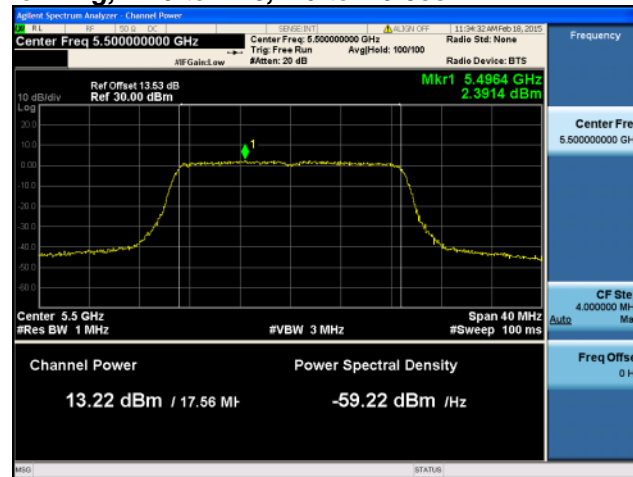 Agilent Spectrum Analyzer - Channel Power
RL RF 50 Ω DC SENSE:INT ALIGN OFF 11:34:32 AM Feb 18, 2015
Center Freq 5.500000000 GHz
Center Freq: 5.500000000 GHz
Radio Std: None
Trig: Free Run Avg|Hold: 100/100
#IFGain:Low #Atten: 20 dB Radio Device: BTS
Frequency
Ref Offset 13.53 dB
10 dB/div Ref 30.00 dBm
Mkr1 5.4964 GHz
2.3914 dBm
Log
20.0
10.0
1
0.00
-10.0
-20.0
-30.0
-40.0
-50.0
-60.0
Center 5.5 GHz Span 40 MHz
#Res BW 1 MHz #VBW 3 MHz #Sweep 100 ms
Channel Power Power Spectral Density
13.22 dBm / 17.56 MH -59.22 dBm /Hz
Center Fre
5.500000000 GH
CF Ste
4.000000 MH
Auto Ma
Freq Offse
0 H
MSG STATUS